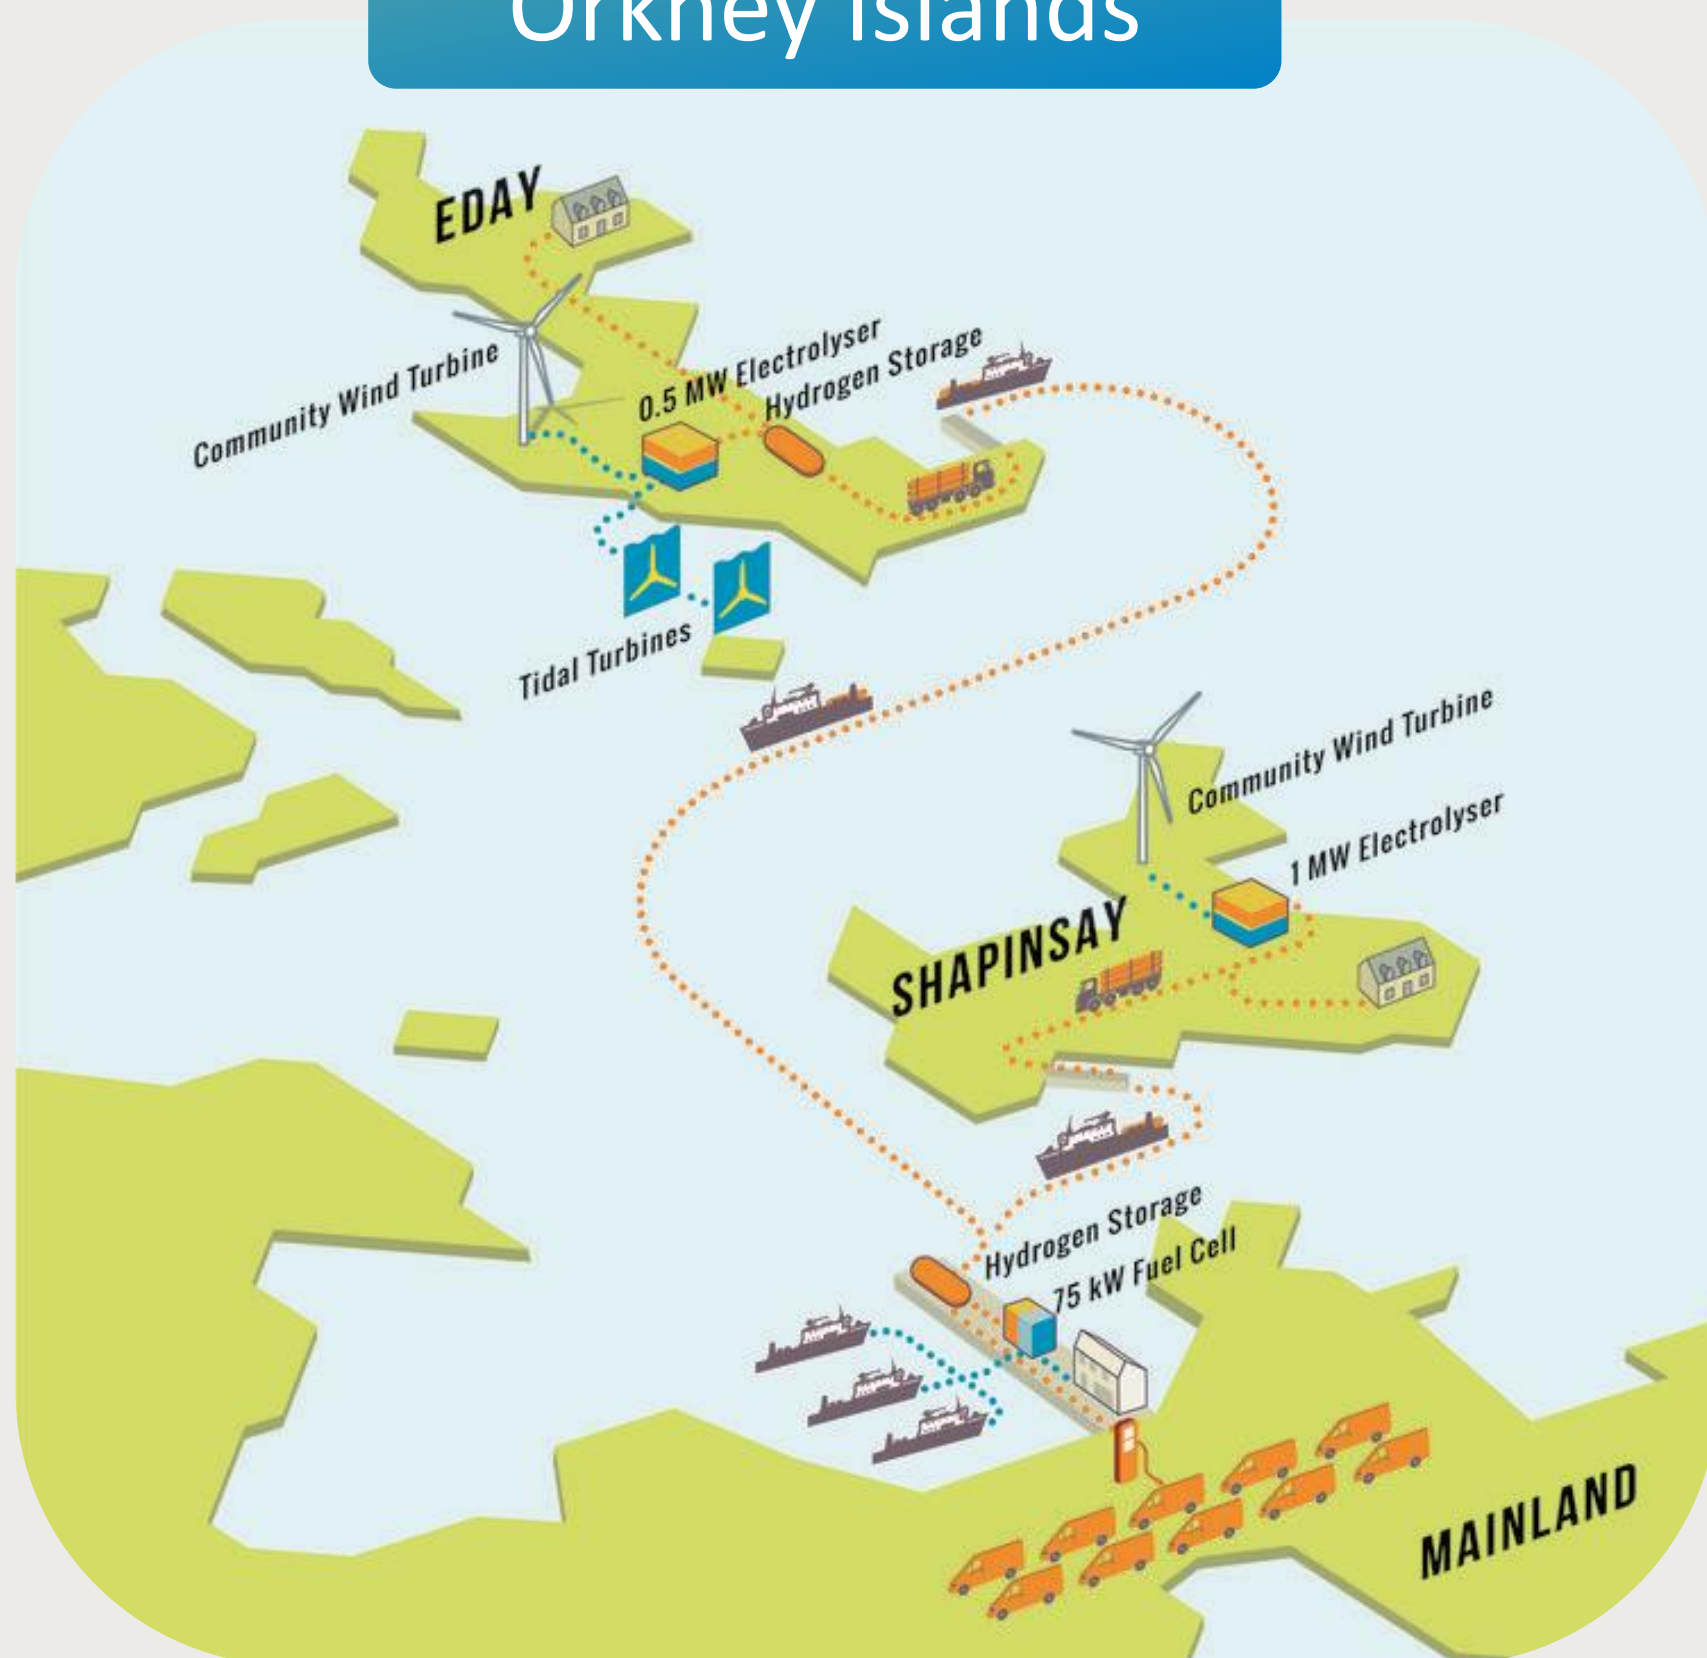 Orkney Islands
EDAY
Community Wind Turbine
0.5 MW Electrolyser
Hydrogen Storage
Tidal Turbines
Community Wind Turbine
1 MW Electrolyser
SHAPINSAY
Hydrogen Storage
75 kW Fuel Cell
MAINLAND